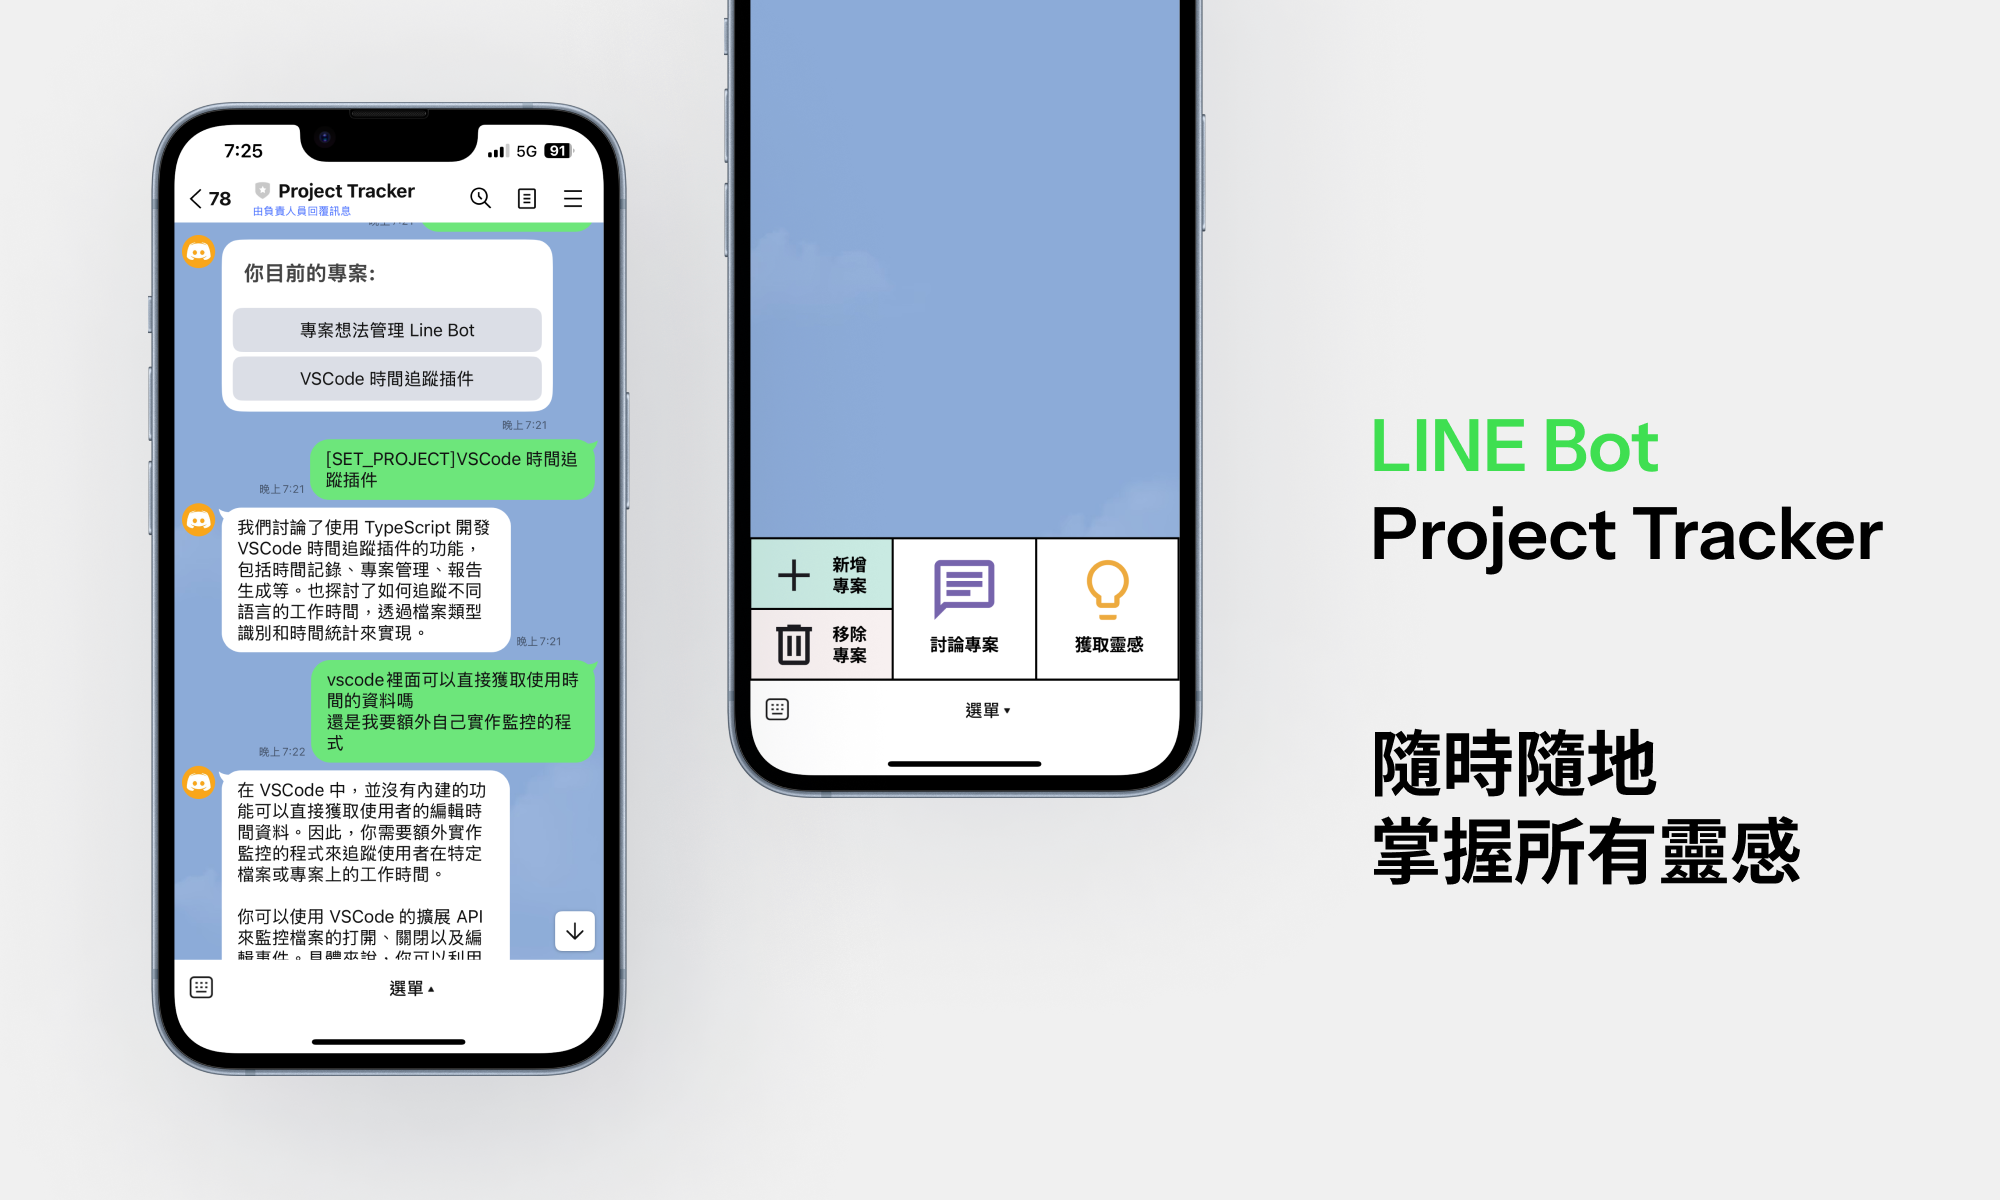 7:25
5G 91
78
Project Tracker
由負責人員回覆訊息
你目前的專案:
專案想法管理 Line Bot
VSCode 時間追蹤插件
晚上 7:21
[SET_PROJECT]VSCode 時間追
蹤插件
晚上 7:21
我們討論了使用 TypeScript 開發
VSCode 時間追蹤插件的功能，
包括時間記錄、專案管理、報告
生成等。也探討了如何追蹤不同
語言的工作時間，透過檔案類型
識別和時間統計來實現。
晚上 7:21
vscode裡面可以直接獲取使用時
間的資料嗎
還是我要額外自己實作監控的程
式
晚上 7:22
在 VSCode 中，並沒有內建的功
能可以直接獲取使用者的編輯時
間資料。因此，你需要額外實作
監控的程式來追蹤使用者在特定
檔案或專案上的工作時間。
你可以使用 VSCode 的擴展 API
來監控檔案的打開、關閉以及編
輯事件。具體來說，你可以利用
選單
新增
專案
移除
專案
討論專案
獲取靈感
選單
LINE Bot
Project Tracker
隨時隨地
掌握所有靈感